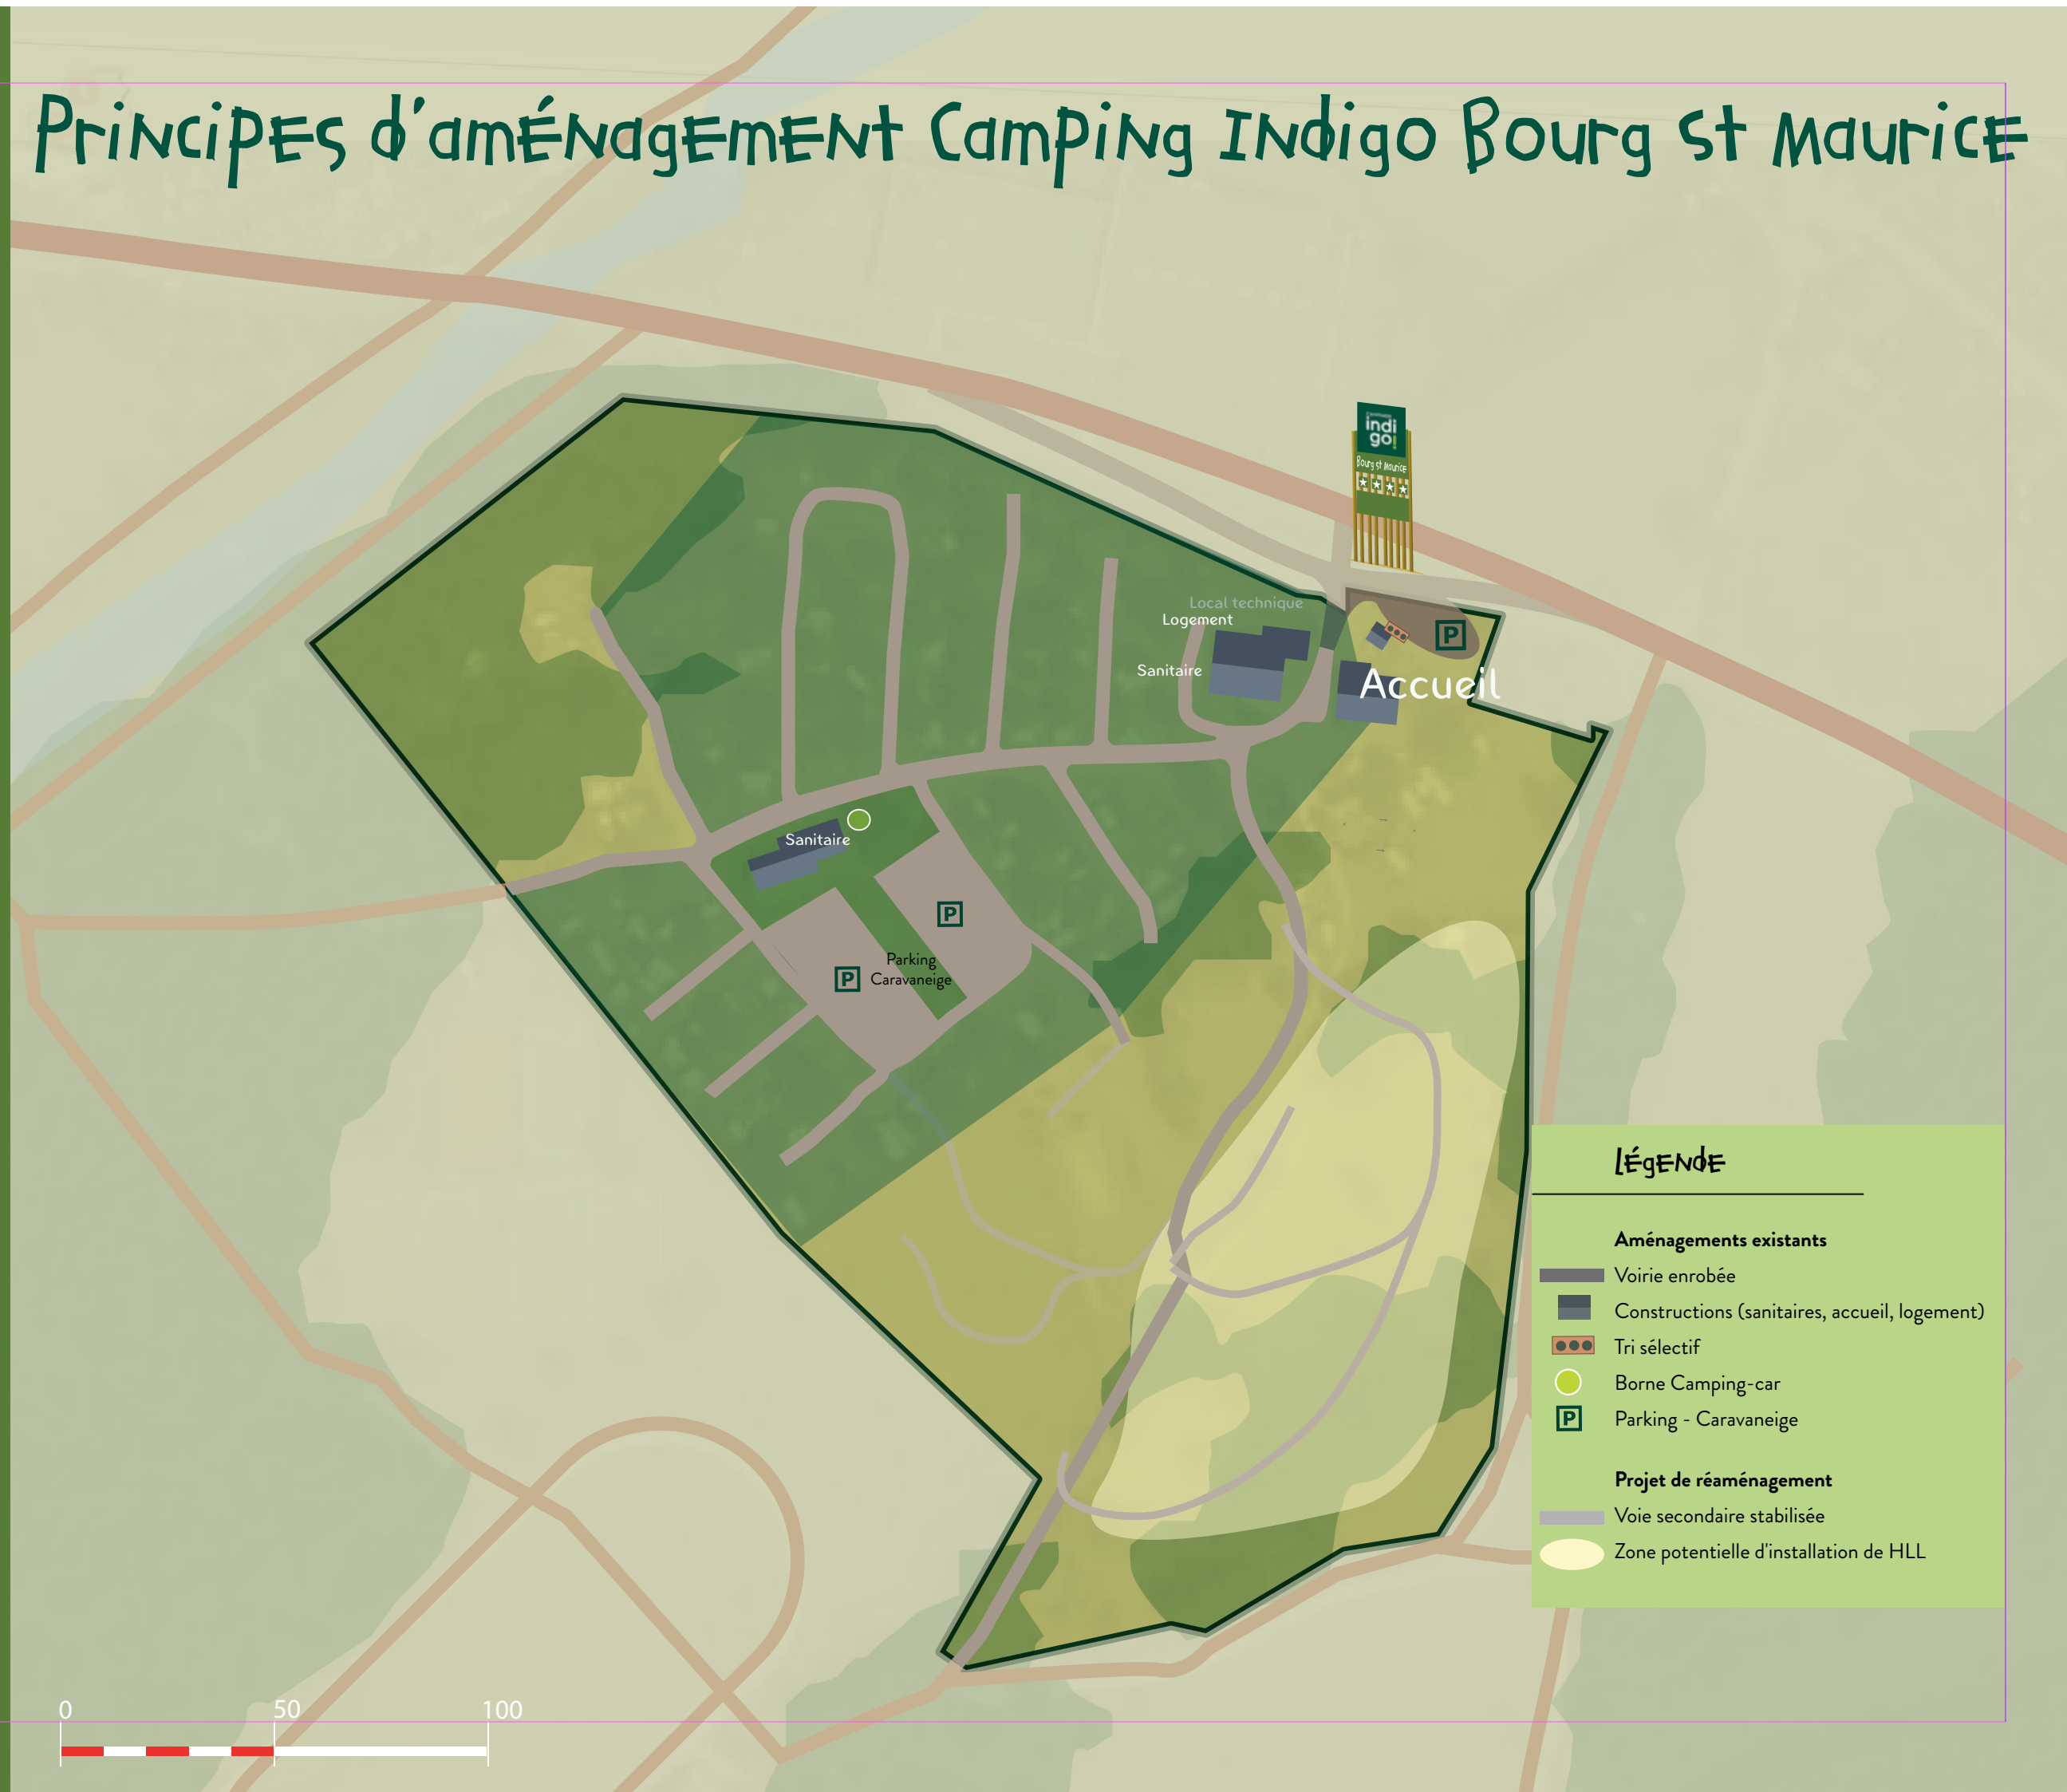 Principes d'aménagement Camping Indigo Bourg St Maurice
indi
go!
Bourg st Maurice
Local technique
Logement
Sanitaire
P
Accueil
Sanitaire
P
P
Parking
Caravaneige
Légende
Aménagements existants
Voirie enrobée
Constructions (sanitaires, accueil, logement)
Tri sélectif
Borne Camping-car
P Parking - Caravaneige
Projet de réaménagement
Voie secondaire stabilisée
Zone potentielle d'installation de HLL
0 50 100